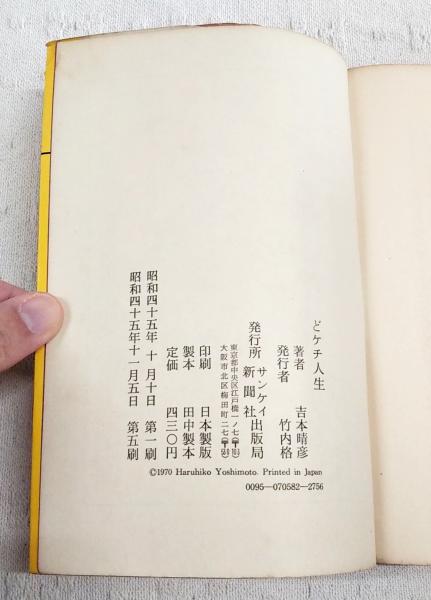 どケチ人生
著者 吉本晴彦
発行者 竹内格
発行所 サンケイ新聞社出版局
東京都中央区江戸橋一ノ七(〒103)
大阪市北区梅田町二七(〒530)
印刷 日本製版
製本 田中製本
定価 四三〇円
昭和四十五年十月十日 第一刷
昭和四十五年十一月五日 第五刷
©1970 Haruhiko Yoshimoto. Printed in Japan
0095-070582-2756